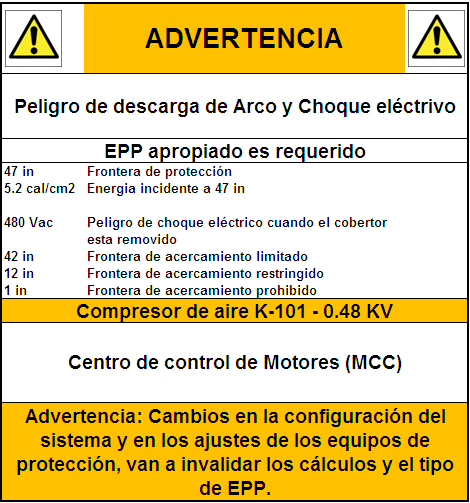 ADVERTENCIA
Peligro de descarga de Arco y Choque eléctrivo
EPP apropiado es requerido
47 in Frontera de protección
5.2 cal/cm2 Energia incidente a 47 in
480 Vac Peligro de choque eléctrico cuando el cobertor
esta removido
42 in Frontera de acercamiento limitado
12 in Frontera de acercamiento restringido
1 in Frontera de acercamiento prohibido
Compresor de aire K-101 - 0.48 KV
Centro de control de Motores (MCC)
Advertencia: Cambios en la configuración del
sistema y en los ajustes de los equipos de
protección, van a invalidar los cálculos y el tipo
de EPP.